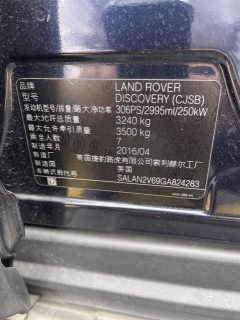 品牌 LAND ROVER
型号 DISCOVERY (CJSB)
发动机型号/排量/最大净功率 306PS/2995ml/250kW
最大允许总质量 3240 kg
最大允许牵引质量 3500 kg
乘坐人数 7
制造年月 2016/04
生产厂名 英国捷豹路虎有限公司索利赫尔工厂
制造国 英国
车辆识别代号 SALAN2V69GA824283